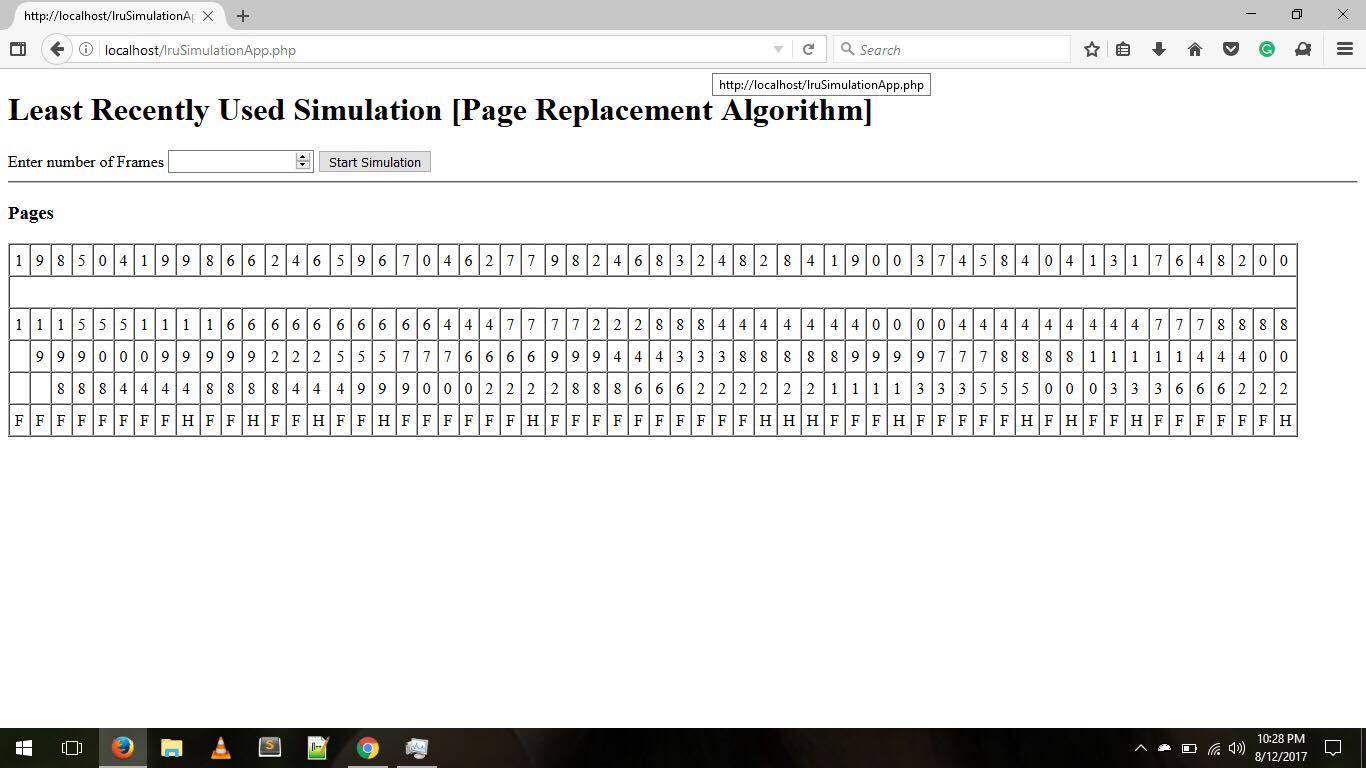 http://localhost/lruSimulationAp
localhost/lruSimulationApp.php
Search
http://localhost/lruSimulationApp.php
Least Recently Used Simulation [Page Replacement Algorithm]
Enter number of Frames Start Simulation
Pages
1 9 8 5 0 4 1 9 9 8 6 6 2 4 6 5 9 6 7 0 4 6 2 7 7 9 8 2 4 6 8 3 2 4 8 2 8 4 1 9 0 0 3 7 4 5 8 4 0 4 1 3 1 7 6 4 8 2 0 0
1 1 1 5 5 5 1 1 1 1 6 6 6 6 6 6 6 6 6 6 4 4 4 7 7 7 7 2 2 2 8 8 8 4 4 4 4 4 4 4 0 0 0 0 4 4 4 4 4 4 4 4 4 7 7 7 8 8 8 8
9 9 9 0 0 0 9 9 9 9 9 2 2 2 5 5 5 7 7 7 6 6 6 6 9 9 9 4 4 4 3 3 3 8 8 8 8 8 9 9 9 9 7 7 7 8 8 8 8 1 1 1 1 1 4 4 4 0 0
8 8 8 4 4 4 4 8 8 8 8 4 4 4 9 9 9 0 0 0 2 2 2 2 8 8 8 6 6 6 2 2 2 2 2 2 1 1 1 1 3 3 3 5 5 5 0 0 0 3 3 3 6 6 6 2 2 2
F F F F F F F F H F F H F F H F F H F F F F F F H F F F F F F F F F F H H H F F F H F F F F F H F H F F H F F F F F F H
10:28 PM
8/12/2017